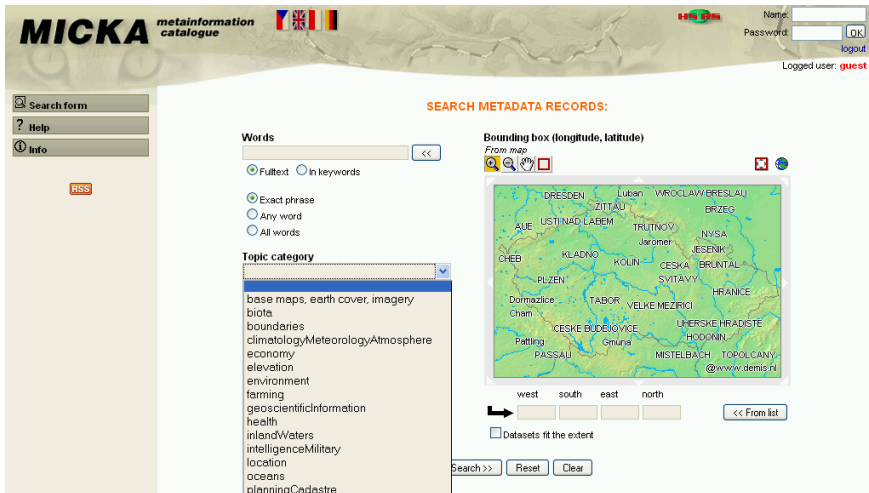 MICKA metainformation
catalogue
HS RS
Name:
Password:
OK
logout
Logged user: guest
Search form
? Help
Info
RSS
SEARCH METADATA RECORDS:
Words
<<
Fulltext In keywords
Exact phrase
Any word
All words
Topic category
base maps, earth cover, imagery
biota
boundaries
climatologyMeteorologyAtmosphere
economy
elevation
environment
farming
geoscientificInformation
health
inlandWaters
intelligenceMilitary
location
oceans
planningCadastre
Bounding box (longitude, latitude)
From map
DRESDEN Luban WROCLAW/BRESLAU
ZITTAU BRZEG
AUE USTI NAD LABEM TRUTNOV NYSA
Jaromer JESENIK
CHEB KLADNO KOLIN CESKA BRUNTAL
PLZEN SVITAVY
HRANICE
Domazlice TABOR VELKE MEZIRICI
Cham
CESKE BUDEJOVICE UHERSKE HRADISTE
Pattling Gmuna HODONIN
PASSAU MISTELBACH TOPOLCANY
@www.demis.nl
west south east north
<< From list
Datasets fit the extent
Search >> Reset Clear